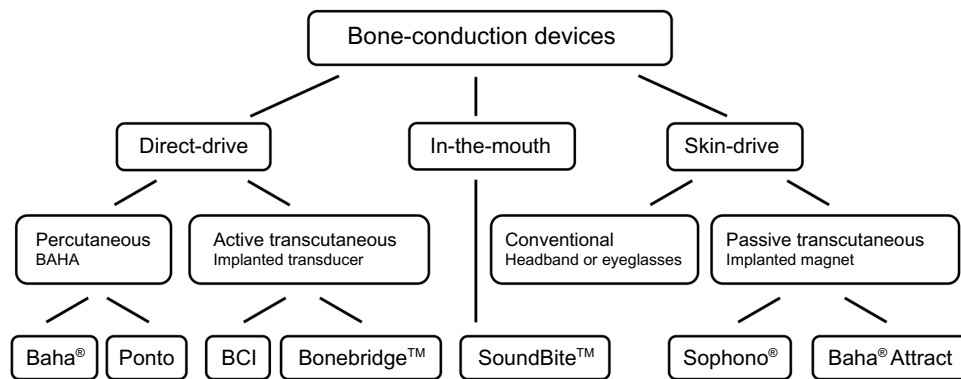 Bone-conduction devices
Direct-drive
In-the-mouth
Skin-drive
Percutaneous
BAHA
Active transcutaneous
Implanted transducer
Conventional
Headband or eyeglasses
Passive transcutaneous
Implanted magnet
Baha®
Ponto
BCI
Bonebridge™
SoundBite™
Sophono®
Baha® Attract